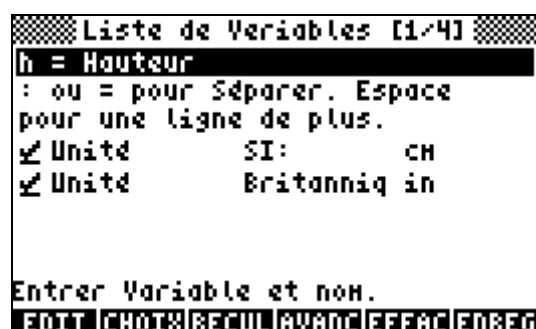 Liste de Veriables [1/4]
h = Hauteur
: ou = pour Séparer. Espace
pour une ligne de plus.
Unité SI: cm
Unité Britanniq in
Entrer Variable et nom.
EDIT CHOIX RECUL AVANC EFFAC ENREG